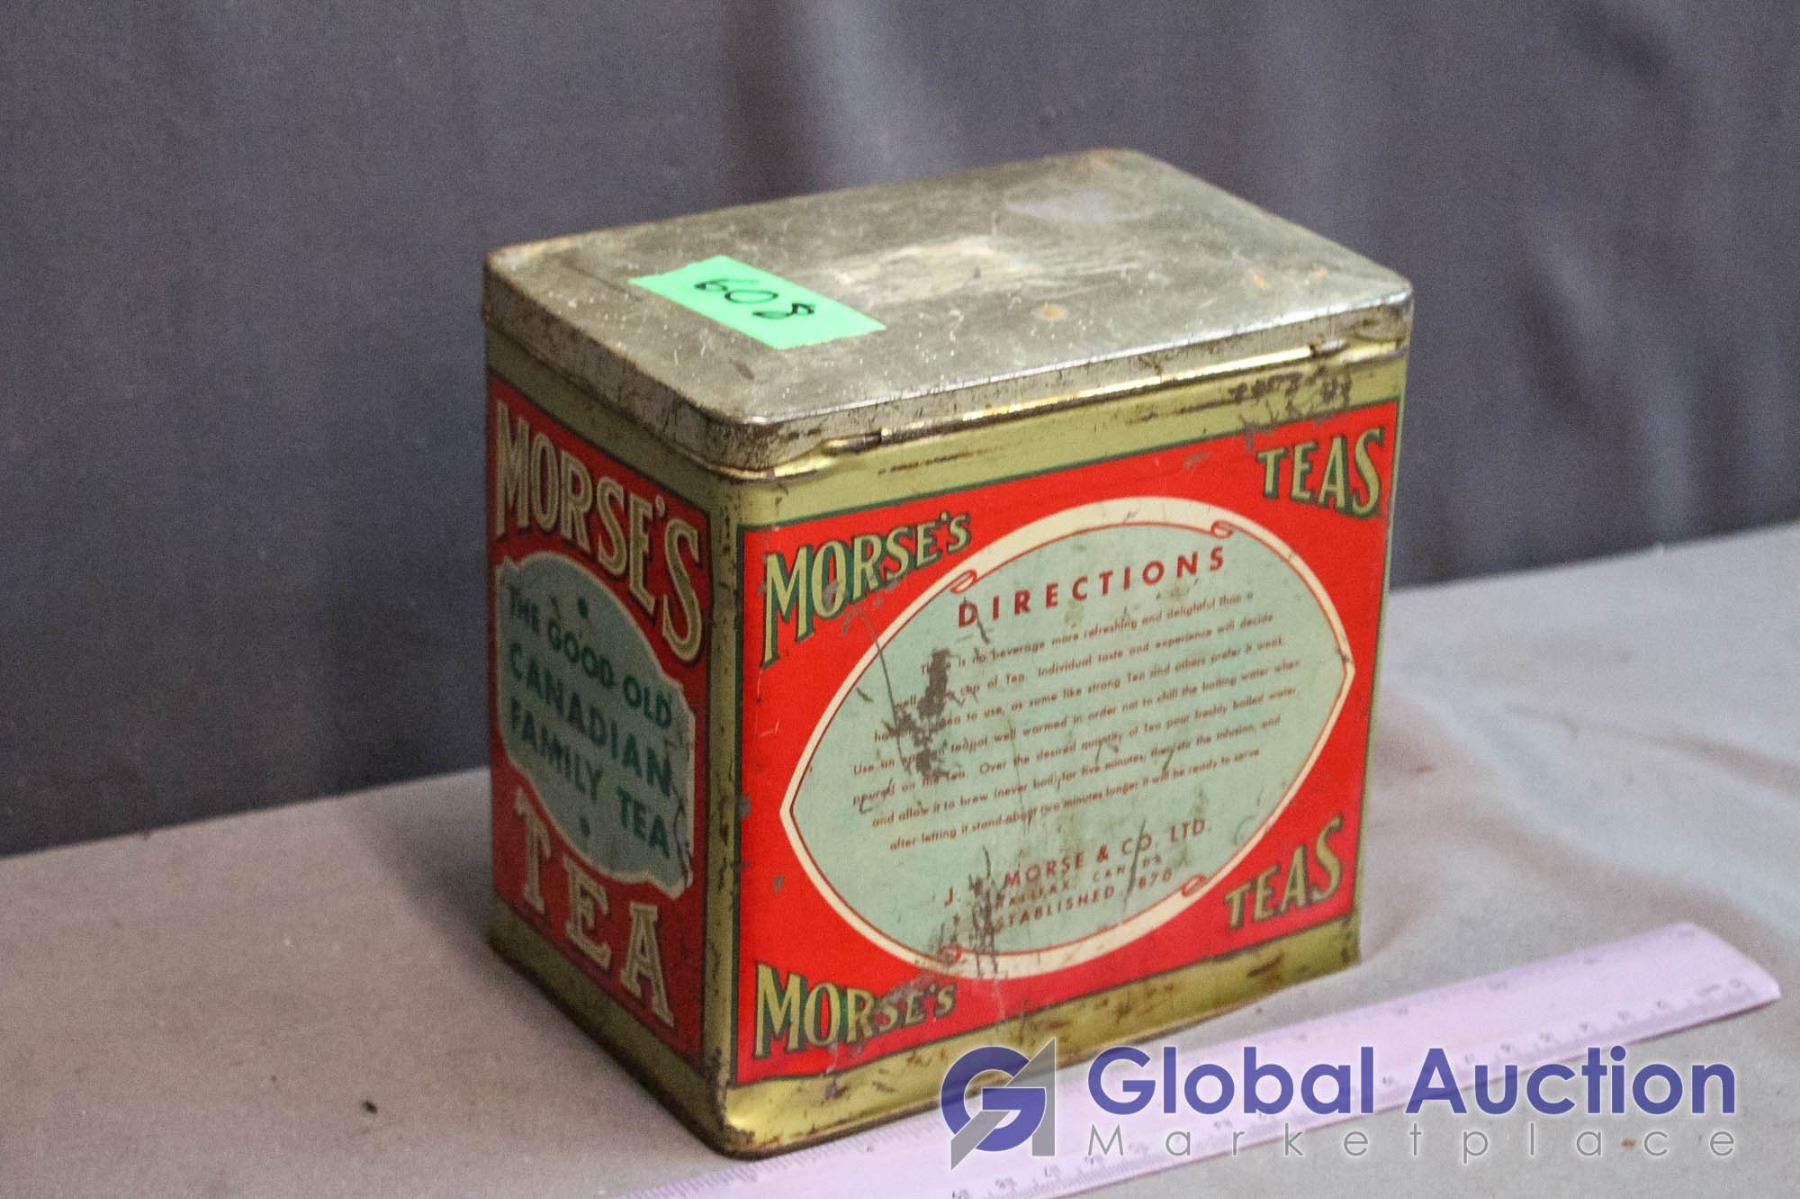 608
MORSE'S
THE GOOD OLD
CANADIAN
FAMILY TEA
TEA
MORSE'S TEAS
DIRECTIONS
is no beverage more refreshing and delightful than a
cup of Tea. Individual taste and experience will decide
to use, as some like strong Tea and others prefer it weak.
Use an teapot well warmed in order not to chill the boiling water when
poured on the tea. Over the desired quantity of Tea pour freshly boiled water,
and allow it to brew (never boil) for five minutes, then stir the infusion, and
after letting it stand about two minutes longer it will be ready to serve
J. MORSE & CO. LTD.
HALIFAX, CANADA
ESTABLISHED 1870
MORSE'S TEAS
Global Auction
Marketplace